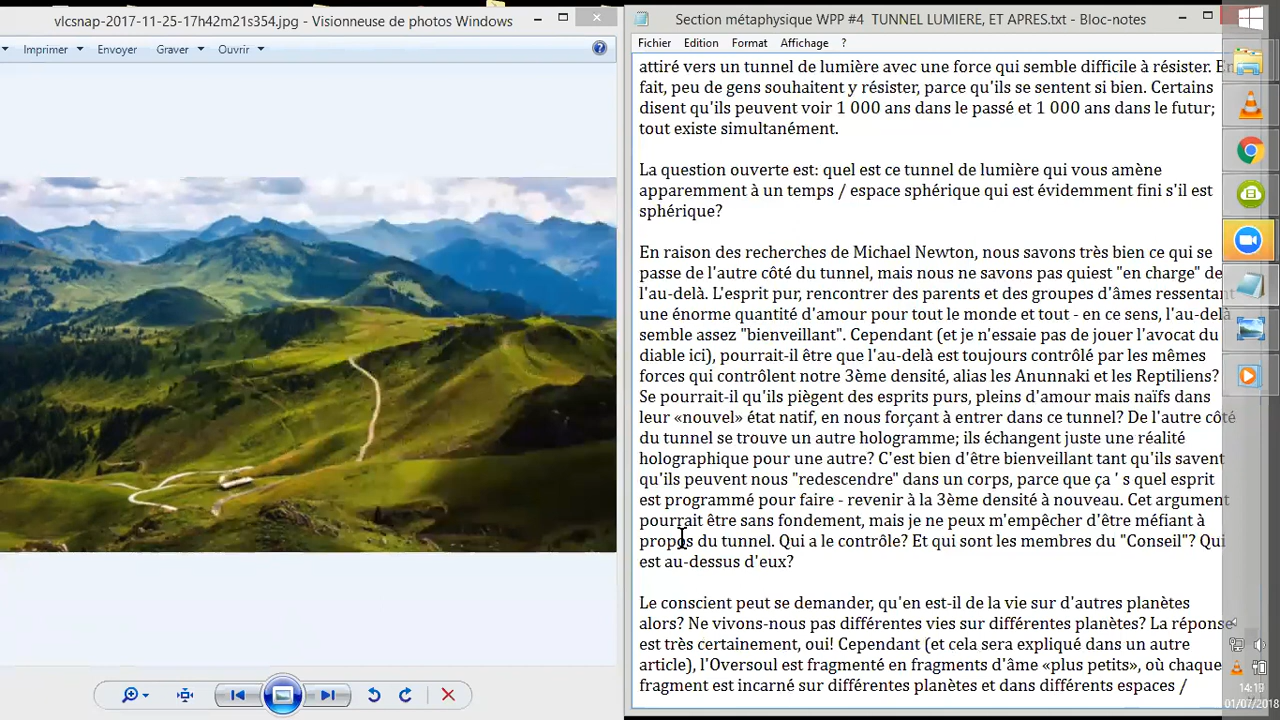 vlcsnap-2017-11-25-17h42m21s354.jpg - Visionneuse de photos Windows
Imprimer Envoyer Graver Ouvrir
Section métaphysique WPP #4 TUNNEL LUMIERE, ET APRES.txt - Bloc-notes
Fichier Edition Format Affichage ?
attiré vers un tunnel de lumière avec une force qui semble difficile à résister. En
fait, peu de gens souhaitent y résister, parce qu'ils se sentent si bien. Certains
disent qu'ils peuvent voir 1 000 ans dans le passé et 1 000 ans dans le futur;
tout existe simultanément.
La question ouverte est: quel est ce tunnel de lumière qui vous amène
apparemment à un temps / espace sphérique qui est évidemment fini s'il est
sphérique?
En raison des recherches de Michael Newton, nous savons très bien ce qui se
passe de l'autre côté du tunnel, mais nous ne savons pas quiest "en charge" de
l'au-delà. L'esprit pur, rencontrer des parents et des groupes d'âmes ressentant
une énorme quantité d'amour pour tout le monde et tout - en ce sens, l'au-delà
semble assez "bienveillant". Cependant (et je n'essaie pas de jouer l'avocat du
diable ici), pourrait-il être que l'au-delà est toujours contrôlé par les mêmes
forces qui contrôlent notre 3ème densité, alias les Anunnaki et les Reptiliens?
Se pourrait-il qu'ils piègent des esprits purs, pleins d'amour mais naïfs dans
leur «nouvel» état natif, en nous forçant à entrer dans ce tunnel? De l'autre côté
du tunnel se trouve un autre hologramme; ils échangent juste une réalité
holographique pour une autre? C'est bien d'être bienveillant tant qu'ils savent
qu'ils peuvent nous "redescendre" dans un corps, parce que ça ' s quel esprit
est programmé pour faire - revenir à la 3ème densité à nouveau. Cet argument
pourrait être sans fondement, mais je ne peux m'empêcher d'être méfiant à
propos du tunnel. Qui a le contrôle? Et qui sont les membres du "Conseil"? Qui
est au-dessus d'eux?
Le conscient peut se demander, qu'en est-il de la vie sur d'autres planètes
alors? Ne vivons-nous pas différentes vies sur différentes planètes? La réponse
est très certainement, oui! Cependant (et cela sera expliqué dans un autre
article), l'Oversoul est fragmenté en fragments d'âme «plus petits», où chaque
fragment est incarné sur différentes planètes et dans différents espaces /
14:19
01/07/2018